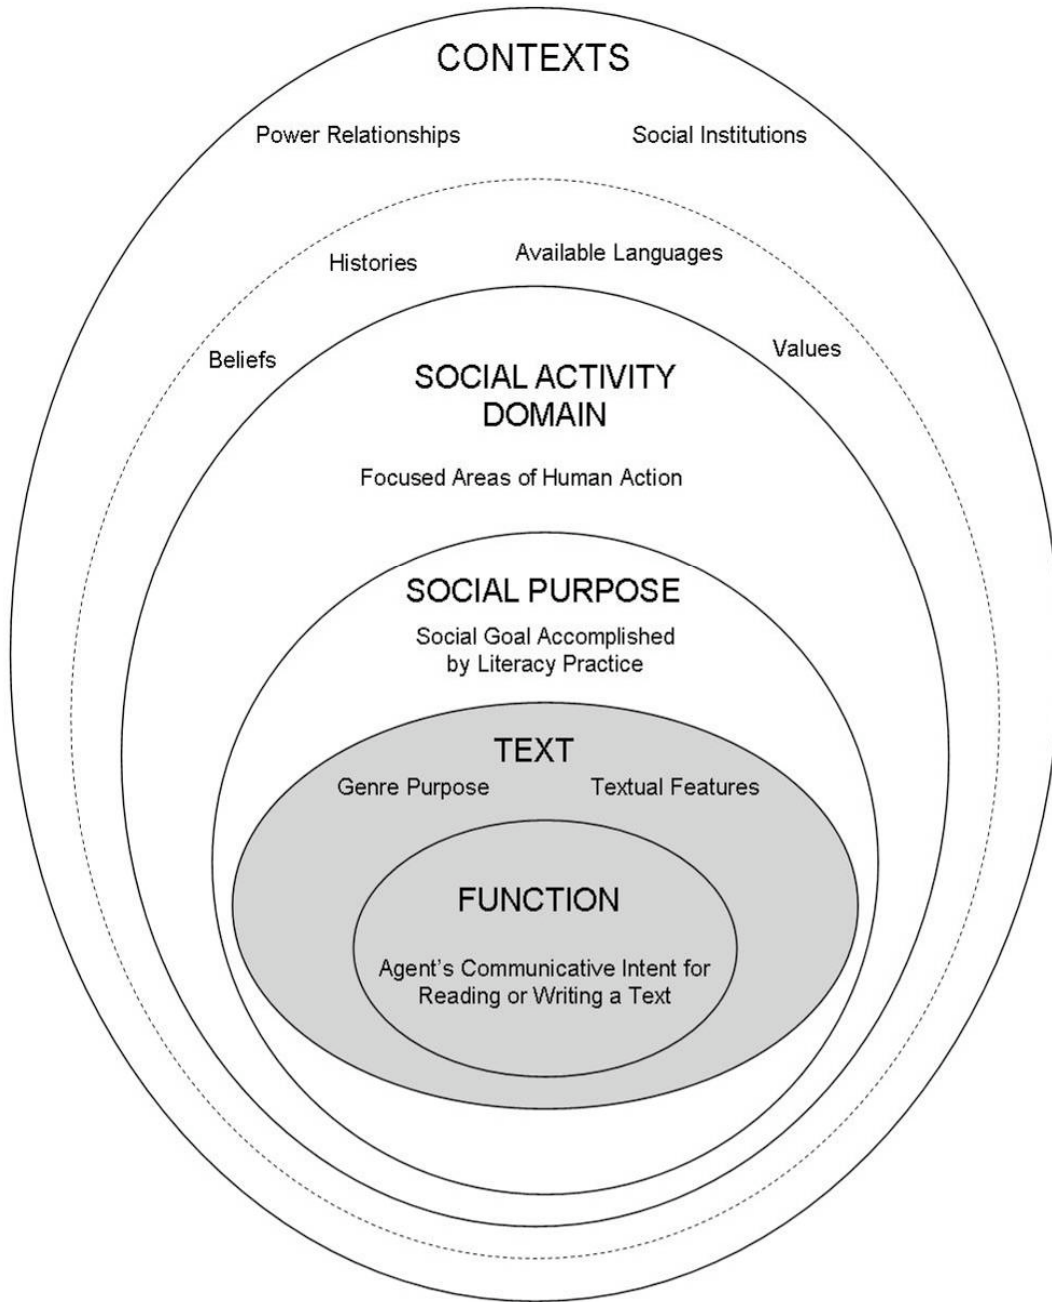 CONTEXTS
Power Relationships
Social Institutions
Histories
Available Languages
Beliefs
Values
SOCIAL ACTIVITY
DOMAIN
Focused Areas of Human Action
SOCIAL PURPOSE
Social Goal Accomplished
by Literacy Practice
TEXT
Genre Purpose
Textual Features
FUNCTION
Agent's Communicative Intent for
Reading or Writing a Text